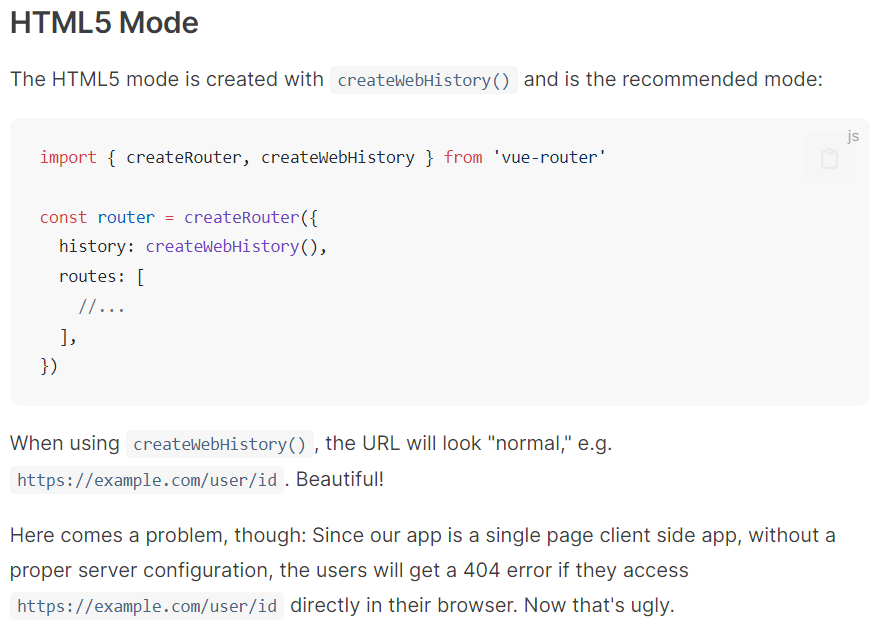 HTML5 Mode
The HTML5 mode is created with createWebHistory() and is the recommended mode:
js
import { createRouter, createWebHistory } from 'vue-router'
const router = createRouter({
  history: createWebHistory(),
  routes: [
    //...
  ],
})
When using createWebHistory(), the URL will look "normal," e.g.
https://example.com/user/id. Beautiful!
Here comes a problem, though: Since our app is a single page client side app, without a
proper server configuration, the users will get a 404 error if they access
https://example.com/user/id directly in their browser. Now that's ugly.